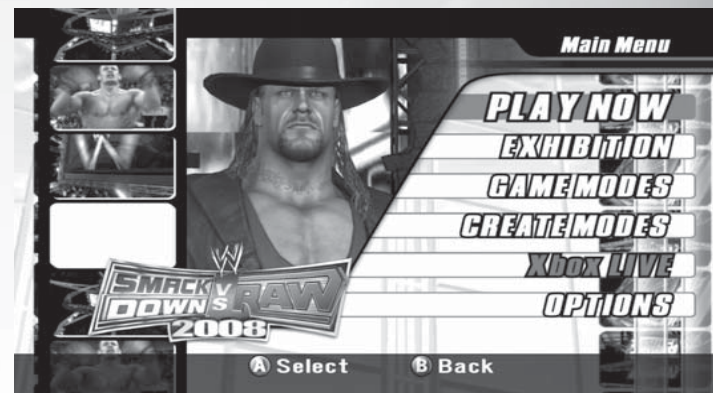 Main Menu
PLAY NOW
EXHIBITION
GAME MODES
CREATE MODES
Xbox LIVE
OPTIONS
W
SMACK
DOWN VS RAW
2008
A Select B Back